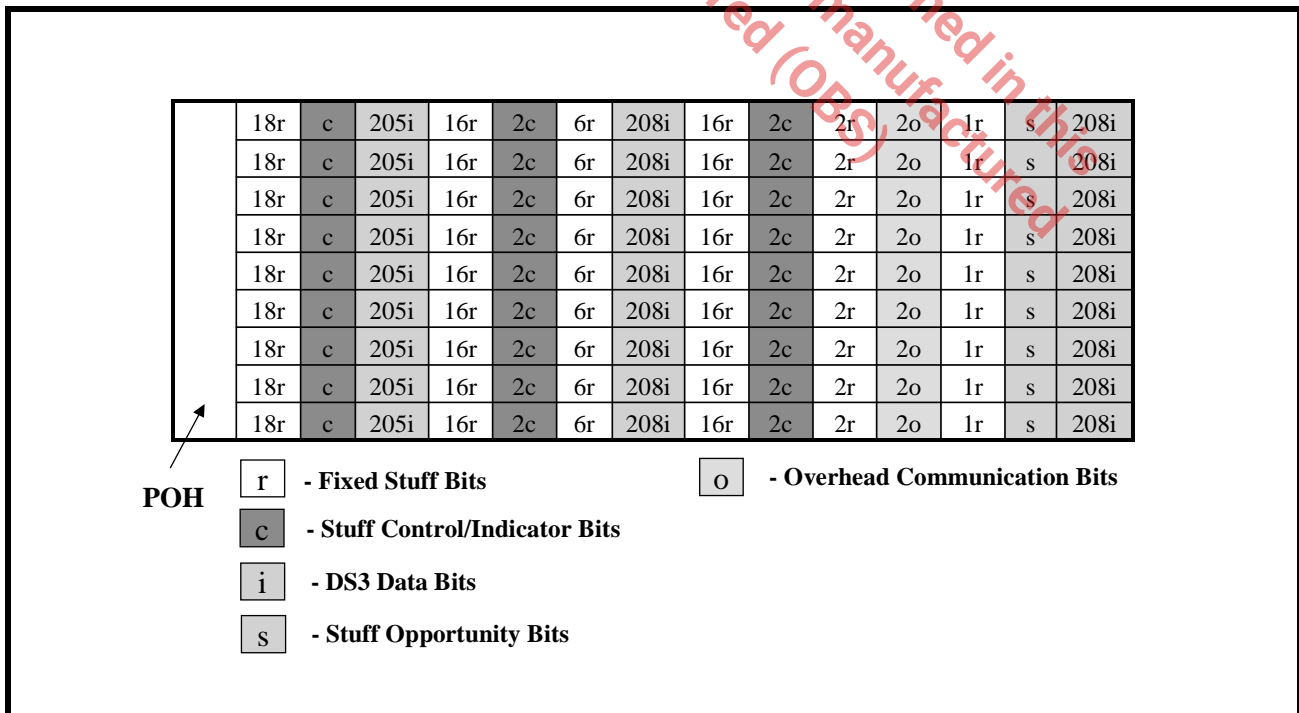 ned in this
manufactured
red (OBS)
18r c 205i 16r 2c 6r 208i 16r 2c 2r 2o 1r s 208i
18r c 205i 16r 2c 6r 208i 16r 2c 2r 2o 1r s 208i
18r c 205i 16r 2c 6r 208i 16r 2c 2r 2o 1r s 208i
18r c 205i 16r 2c 6r 208i 16r 2c 2r 2o 1r s 208i
18r c 205i 16r 2c 6r 208i 16r 2c 2r 2o 1r s 208i
18r c 205i 16r 2c 6r 208i 16r 2c 2r 2o 1r s 208i
18r c 205i 16r 2c 6r 208i 16r 2c 2r 2o 1r s 208i
18r c 205i 16r 2c 6r 208i 16r 2c 2r 2o 1r s 208i
18r c 205i 16r 2c 6r 208i 16r 2c 2r 2o 1r s 208i
POH
r - Fixed Stuff Bits
o - Overhead Communication Bits
c - Stuff Control/Indicator Bits
i - DS3 Data Bits
s - Stuff Opportunity Bits